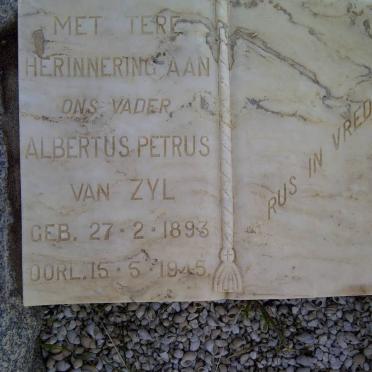 MET TERE
HERINNERING AAN
ONS VADER
ALBERTUS PETRUS
VAN ZYL
GEB. 27·2·1893
OORL. 15·5·1945
RUS IN VRED